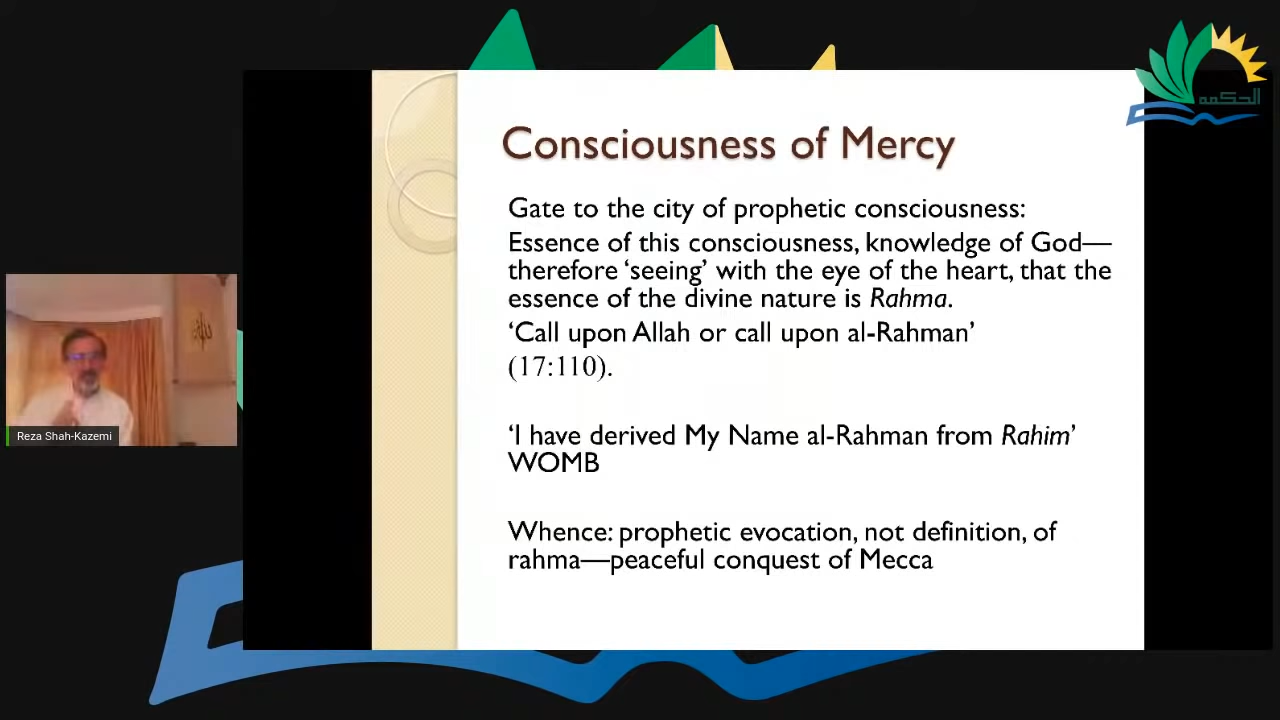 Consciousness of Mercy
Gate to the city of prophetic consciousness:
Essence of this consciousness, knowledge of God—
therefore ‘seeing’ with the eye of the heart, that the
essence of the divine nature is Rahma.
‘Call upon Allah or call upon al-Rahman’
(17:110).
‘I have derived My Name al-Rahman from Rahim’
WOMB
Whence: prophetic evocation, not definition, of
rahma—peaceful conquest of Mecca
Reza Shah-Kazemi
الحكمة